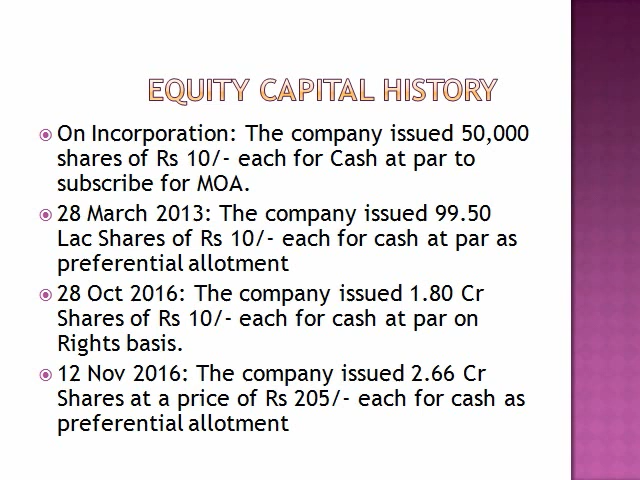 EQUITY CAPITAL HISTORY
On Incorporation: The company issued 50,000
shares of Rs 10/- each for Cash at par to
subscribe for MOA.
28 March 2013: The company issued 99.50
Lac Shares of Rs 10/- each for cash at par as
preferential allotment
28 Oct 2016: The company issued 1.80 Cr
Shares of Rs 10/- each for cash at par on
Rights basis.
12 Nov 2016: The company issued 2.66 Cr
Shares at a price of Rs 205/- each for cash as
preferential allotment